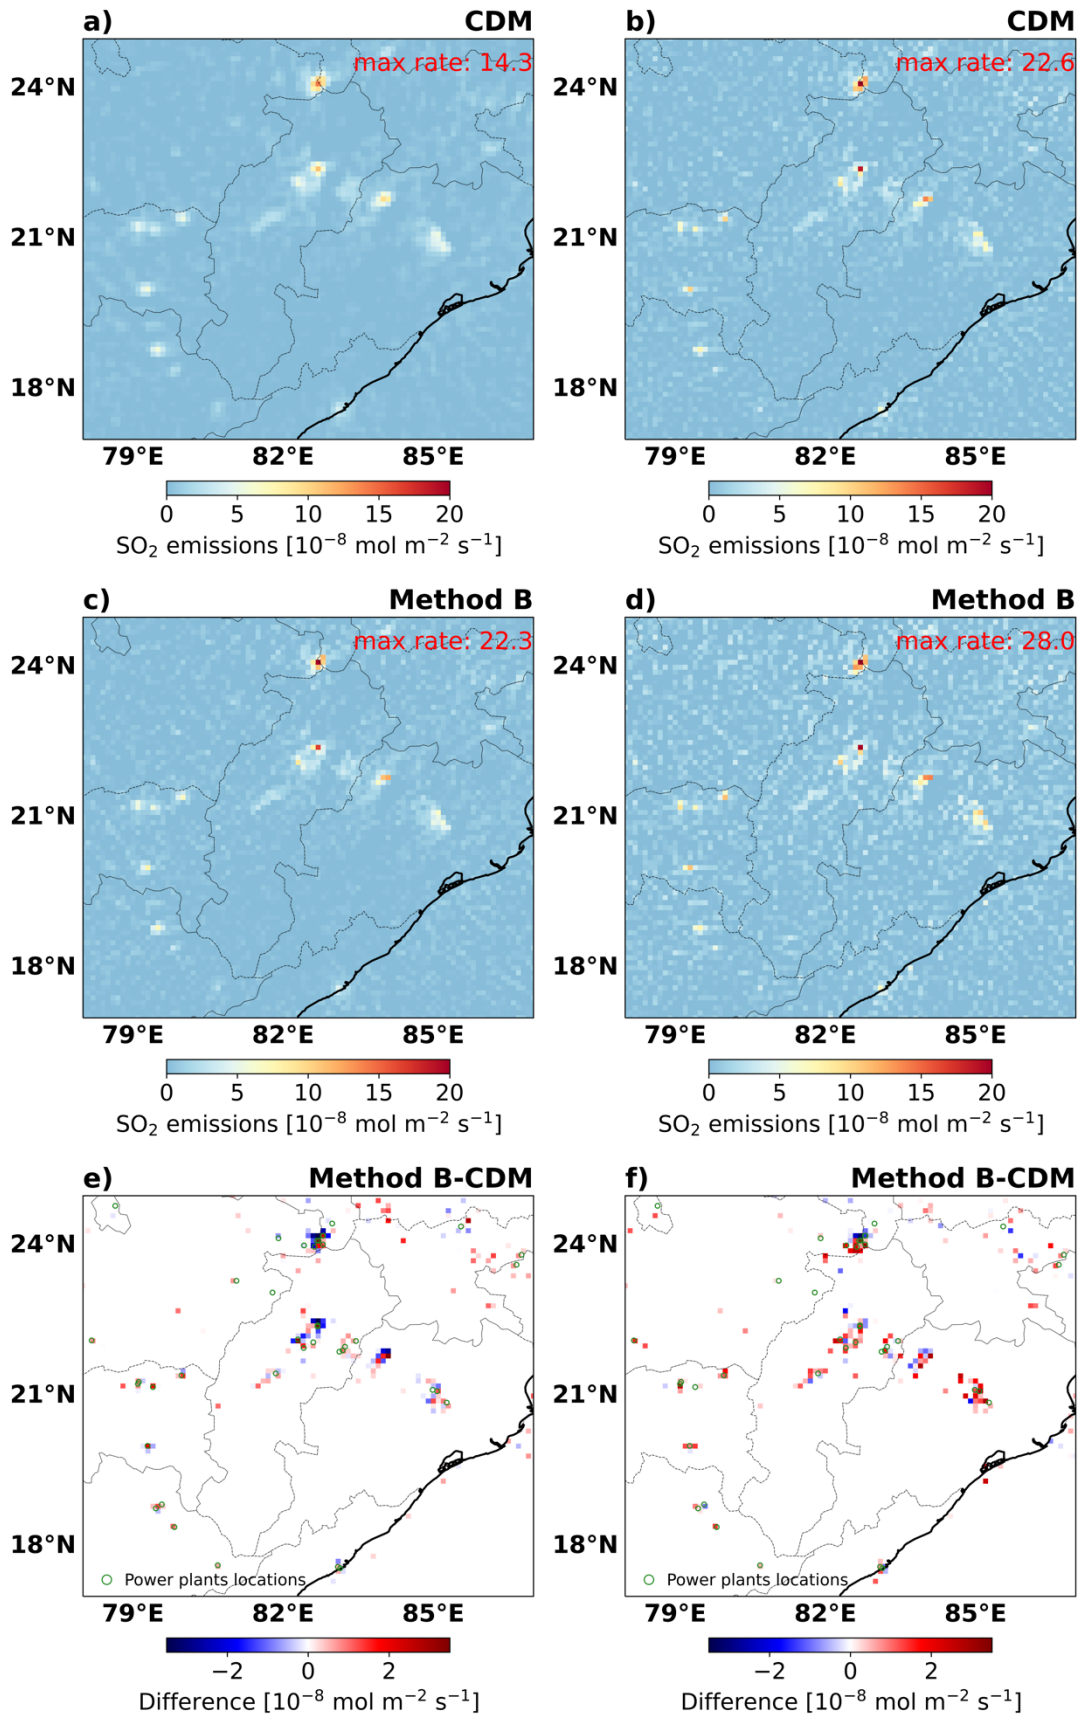 a) CDM
max rate: 14.3
24°N
21°N
18°N
79°E 82°E 85°E
0 5 10 15 20
SO₂ emissions [10⁻⁸ mol m⁻² s⁻¹]
b) CDM
max rate: 22.6
24°N
21°N
18°N
79°E 82°E 85°E
0 5 10 15 20
SO₂ emissions [10⁻⁸ mol m⁻² s⁻¹]
c) Method B
max rate: 22.3
24°N
21°N
18°N
79°E 82°E 85°E
0 5 10 15 20
SO₂ emissions [10⁻⁸ mol m⁻² s⁻¹]
d) Method B
max rate: 28.0
24°N
21°N
18°N
79°E 82°E 85°E
0 5 10 15 20
SO₂ emissions [10⁻⁸ mol m⁻² s⁻¹]
e) Method B-CDM
24°N
21°N
18°N
Power plants locations
79°E 82°E 85°E
−2 0 2
Difference [10⁻⁸ mol m⁻² s⁻¹]
f) Method B-CDM
24°N
21°N
18°N
Power plants locations
79°E 82°E 85°E
−2 0 2
Difference [10⁻⁸ mol m⁻² s⁻¹]